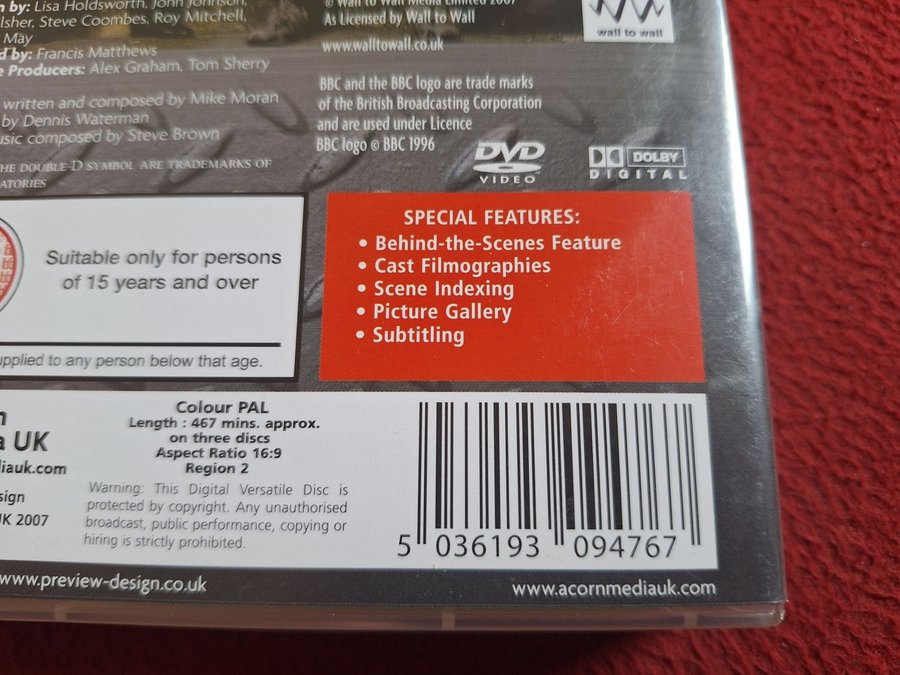 n by: Lisa Holdsworth, John Johnson,
lsher, Steve Coombes, Roy Mitchell,
May
d by: Francis Matthews
e Producers: Alex Graham, Tom Sherry
written and composed by Mike Moran
by Dennis Waterman
usic composed by Steve Brown
HE DOUBLE-D SYMBOL ARE TRADEMARKS OF
ATORIES
© Wall to Wall Media Limited 2007
As Licensed by Wall to Wall
www.walltowall.co.uk
wall to wall
BBC and the BBC logo are trade marks
of the British Broadcasting Corporation
and are used under Licence
BBC logo © BBC 1996
DVD
VIDEO
DOLBY
DIGITAL
Suitable only for persons
of 15 years and over
upplied to any person below that age.
SPECIAL FEATURES:
• Behind-the-Scenes Feature
• Cast Filmographies
• Scene Indexing
• Picture Gallery
• Subtitling
n
a UK
iauk.com
sign
UK 2007
Colour PAL
Length : 467 mins. approx.
on three discs
Aspect Ratio 16:9
Region 2
Warning: This Digital Versatile Disc is
protected by copyright. Any unauthorised
broadcast, public performance, copying or
hiring is strictly prohibited.
5 036193 094767
www.preview-design.co.uk
www.acornmediauk.com